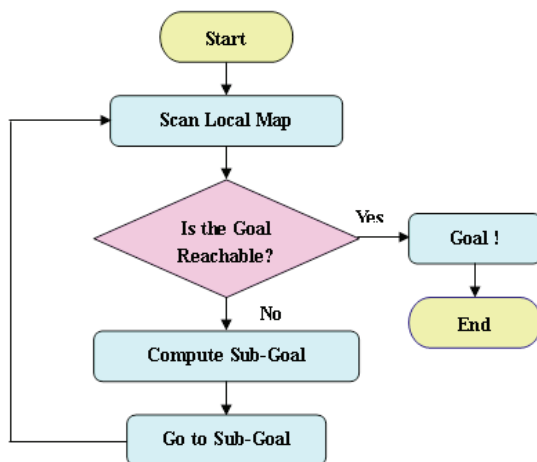 Start
Scan Local Map
Is the Goal
Reachable?
Yes
Goal !
End
No
Compute Sub-Goal
Go to Sub-Goal